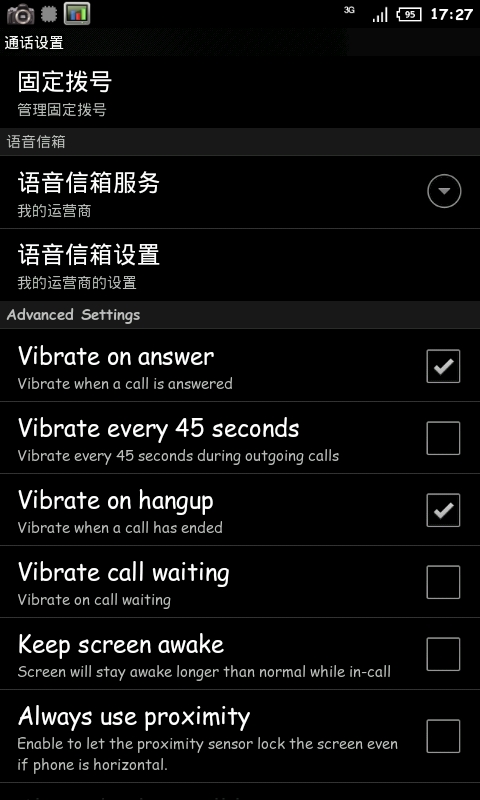 3G 95 17:27
通话设置
固定拨号
管理固定拨号
语音信箱
语音信箱服务
我的运营商
语音信箱设置
我的运营商的设置
Advanced Settings
Vibrate on answer
Vibrate when a call is answered
Vibrate every 45 seconds
Vibrate every 45 seconds during outgoing calls
Vibrate on hangup
Vibrate when a call has ended
Vibrate call waiting
Vibrate on call waiting
Keep screen awake
Screen will stay awake longer than normal while in-call
Always use proximity
Enable to let the proximity sensor lock the screen even
if phone is horizontal.